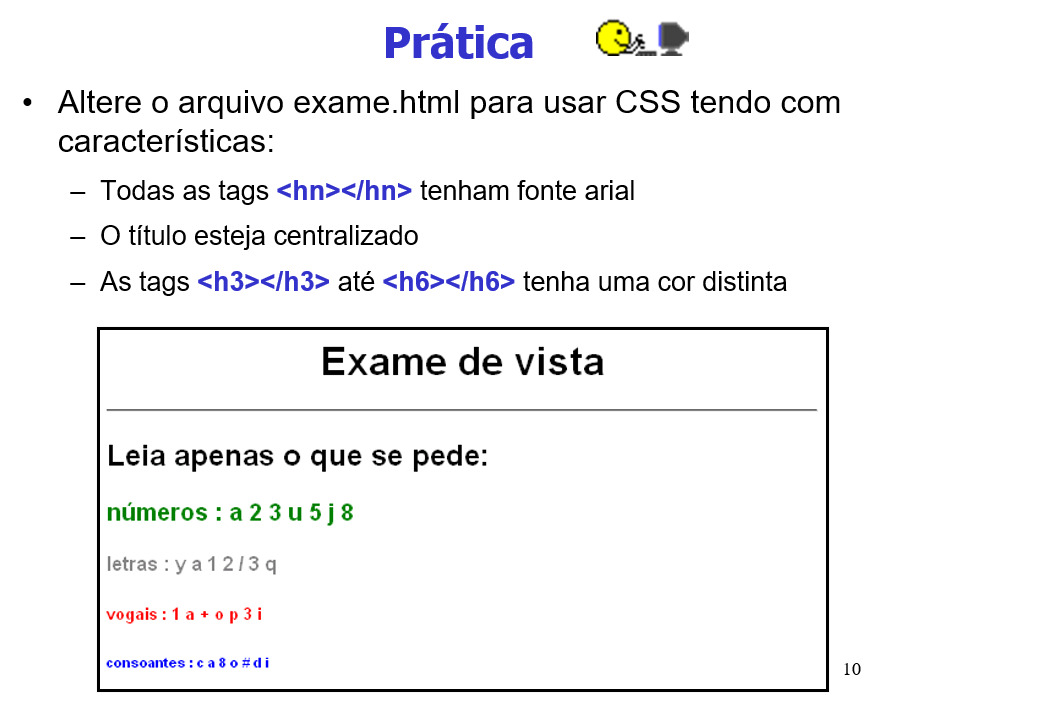 Prática
• Altere o arquivo exame.html para usar CSS tendo com
características:
– Todas as tags <hn></hn> tenham fonte arial
– O título esteja centralizado
– As tags <h3></h3> até <h6></h6> tenha uma cor distinta
Exame de vista
Leia apenas o que se pede:
números : a 2 3 u 5 j 8
letras : y a 1 2 / 3 q
vogais : 1 a + o p 3 i
consoantes : c a 8 o # d i
10